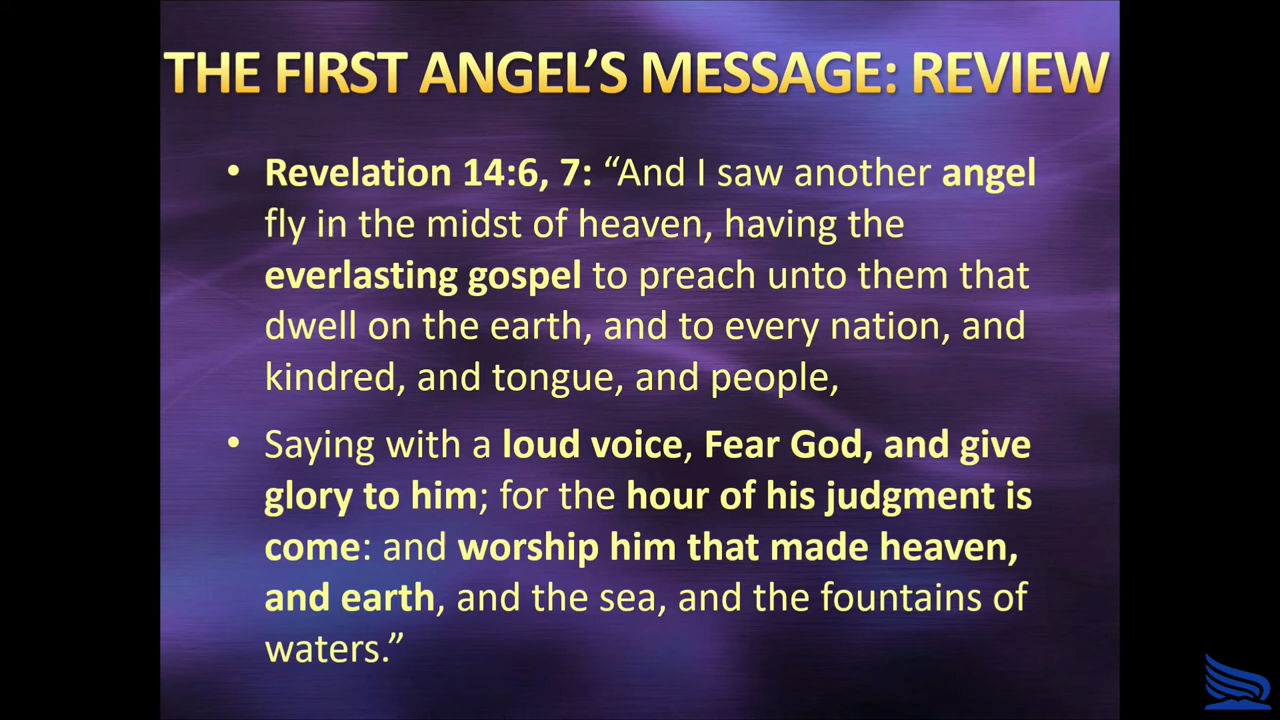 THE FIRST ANGEL’S MESSAGE: REVIEW
• Revelation 14:6, 7: “And I saw another angel
fly in the midst of heaven, having the
everlasting gospel to preach unto them that
dwell on the earth, and to every nation, and
kindred, and tongue, and people,
• Saying with a loud voice, Fear God, and give
glory to him; for the hour of his judgment is
come: and worship him that made heaven,
and earth, and the sea, and the fountains of
waters.”